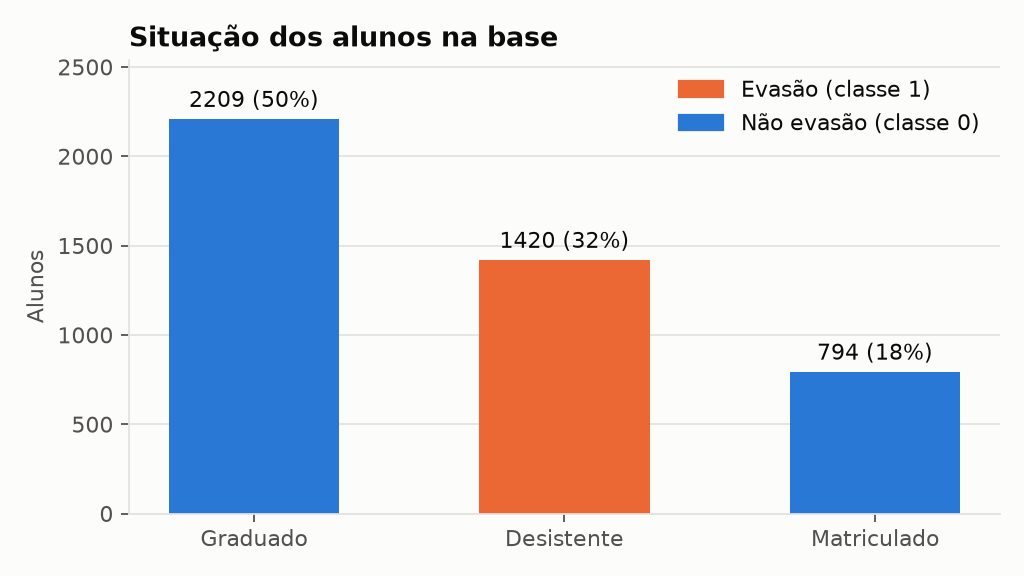 Situação dos alunos na base
Evasão (classe 1)
Não evasão (classe 0)
Alunos
2500
2000
1500
1000
500
0
2209 (50%)
1420 (32%)
794 (18%)
Graduado
Desistente
Matriculado